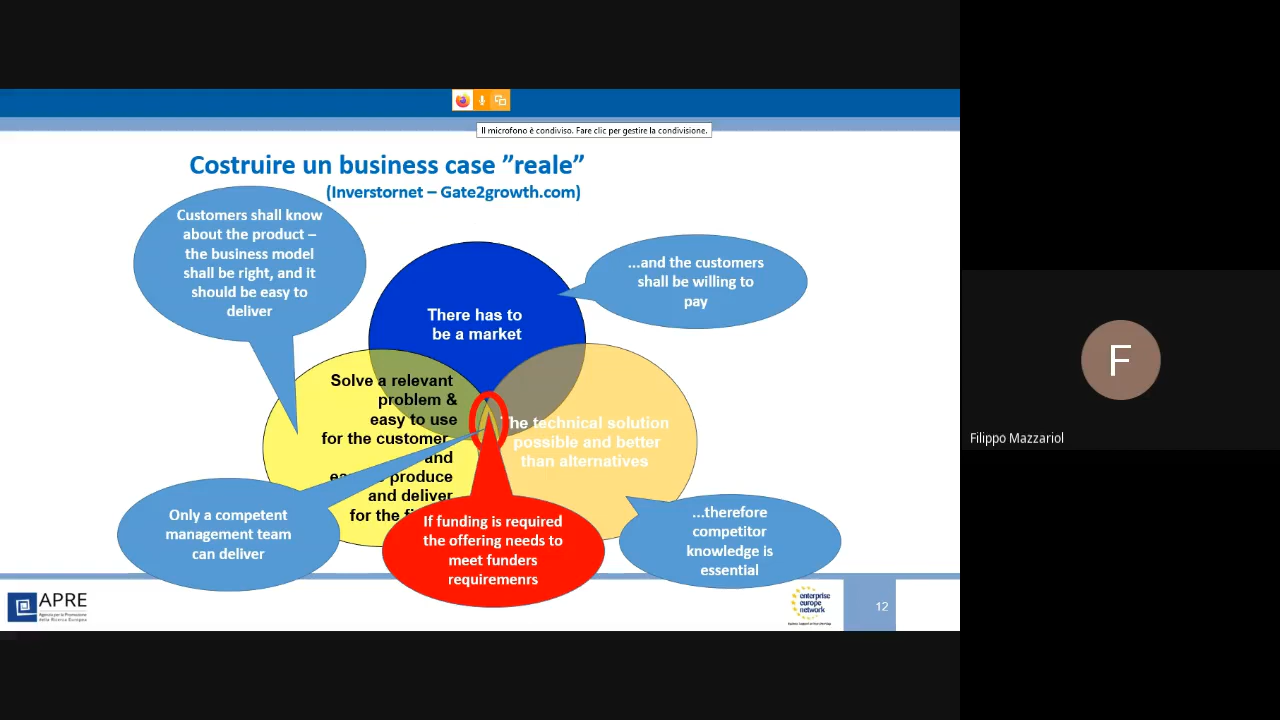 Il microfono è condiviso. Fare clic per gestire la condivisione.
Costruire un business case ”reale”
(Inverstornet – Gate2growth.com)
Customers shall know
about the product –
the business model
shall be right, and it
should be easy to
deliver
...and the customers
shall be willing to
pay
There has to
be a market
Solve a relevant
problem &
easy to use
for the customer
and
produce
and deliver
for the
The technical solution
possible and better
than alternatives
Only a competent
management team
can deliver
If funding is required
the offering needs to
meet funders
requiremenrs
...therefore
competitor
knowledge is
essential
APRE
Agenzia per la Promozione
della Ricerca Europea
enterprise
europe
network
12
F
Filippo Mazzariol